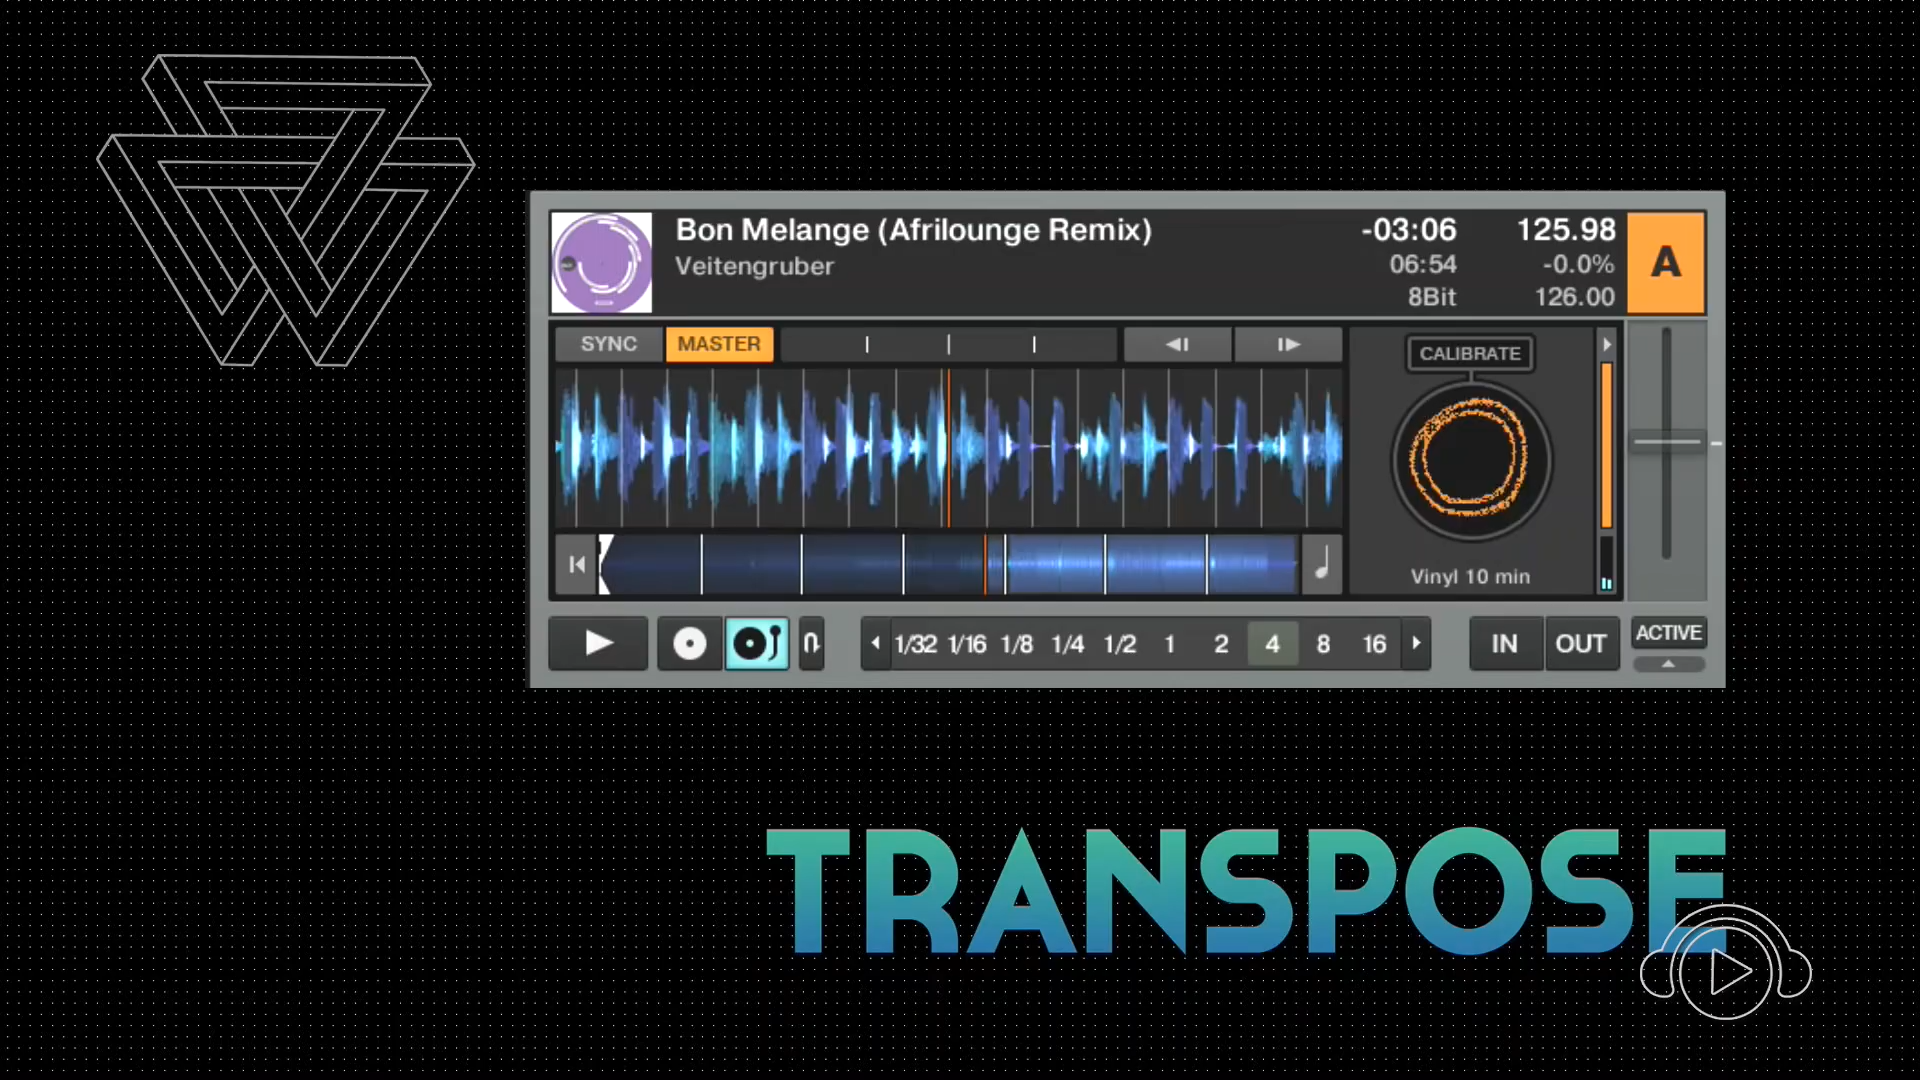 Bon Melange (Afrilounge Remix) -03:06 125.98
Veitengruber 06:54 -0.0%
8Bit 126.00
A
SYNC MASTER
CALIBRATE
Vinyl 10 min
1/32 1/16 1/8 1/4 1/2 1 2 4 8 16
IN OUT ACTIVE
TRANSPOSE